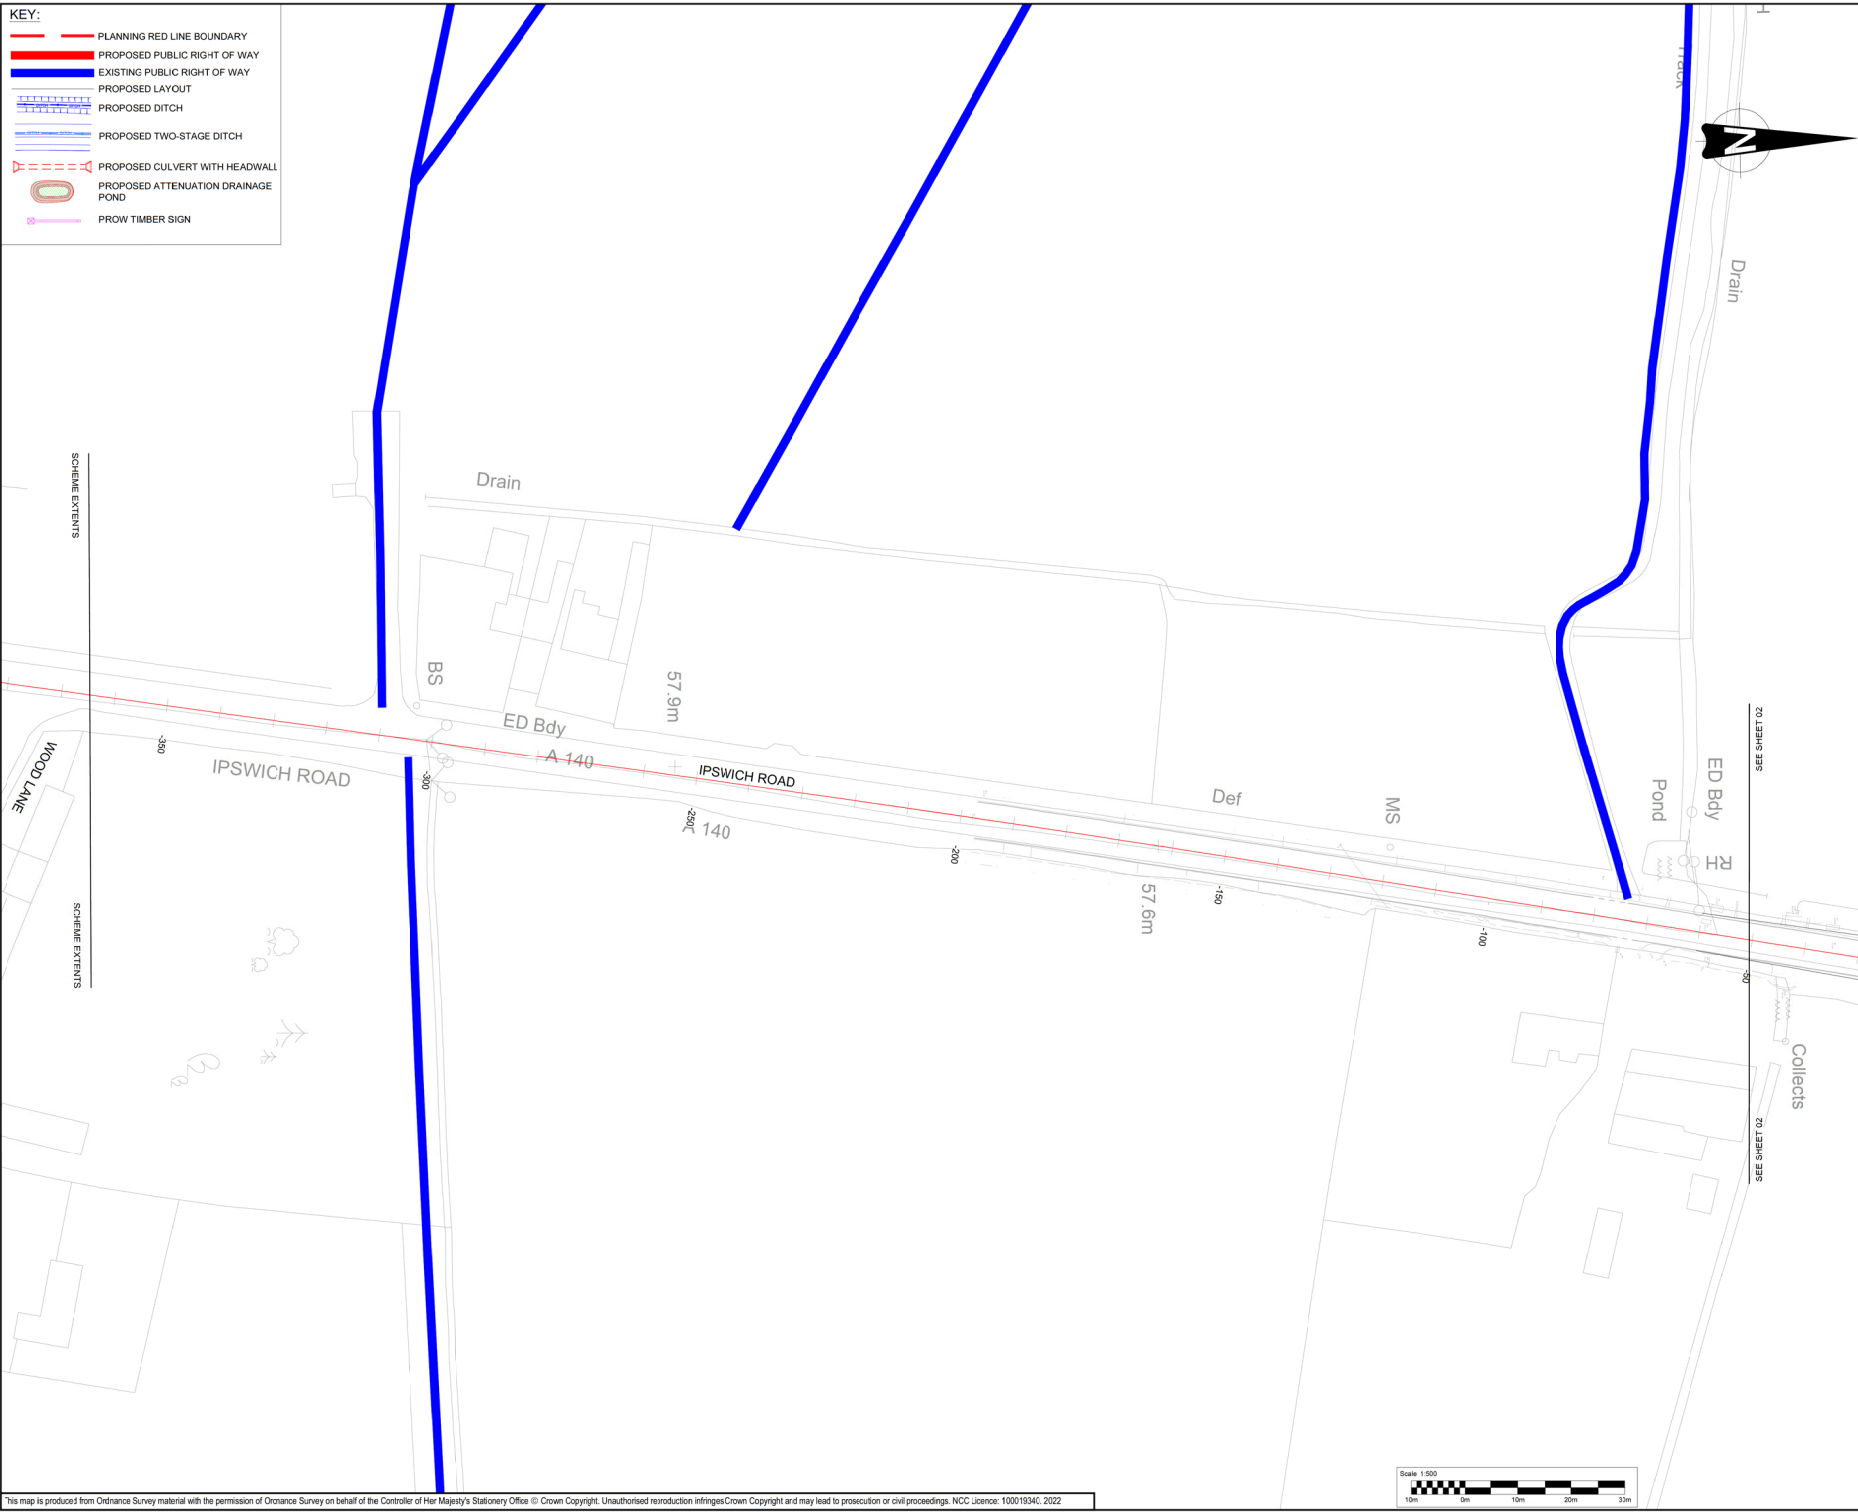 KEY:
PLANNING RED LINE BOUNDARY
PROPOSED PUBLIC RIGHT OF WAY
EXISTING PUBLIC RIGHT OF WAY
PROPOSED LAYOUT
PROPOSED DITCH
PROPOSED TWO-STAGE DITCH
PROPOSED CULVERT WITH HEADWALL
PROPOSED ATTENUATION DRAINAGE
POND
PROW TIMBER SIGN
Track
N
Drain
SCHEME EXTENTS
Drain
BS
57.9m
ED Bdy
A 140
IPSWICH ROAD
WOOD LANE
-350
IPSWICH ROAD
-300
-250
A 140
Def
MS
Pond
ED Bdy
RH
SEE SHEET 02
-200
-150
57.6m
-100
-50
SCHEME EXTENTS
Collects
SEE SHEET 02
Scale 1:500
10m 0m 10m 20m 30m
This map is produced from Ordnance Survey material with the permission of Ordnance Survey on behalf of the Controller of Her Majesty's Stationery Office © Crown Copyright. Unauthorised reproduction infringes Crown Copyright and may lead to prosecution or civil proceedings. NCC Licence: 100019340. 2022